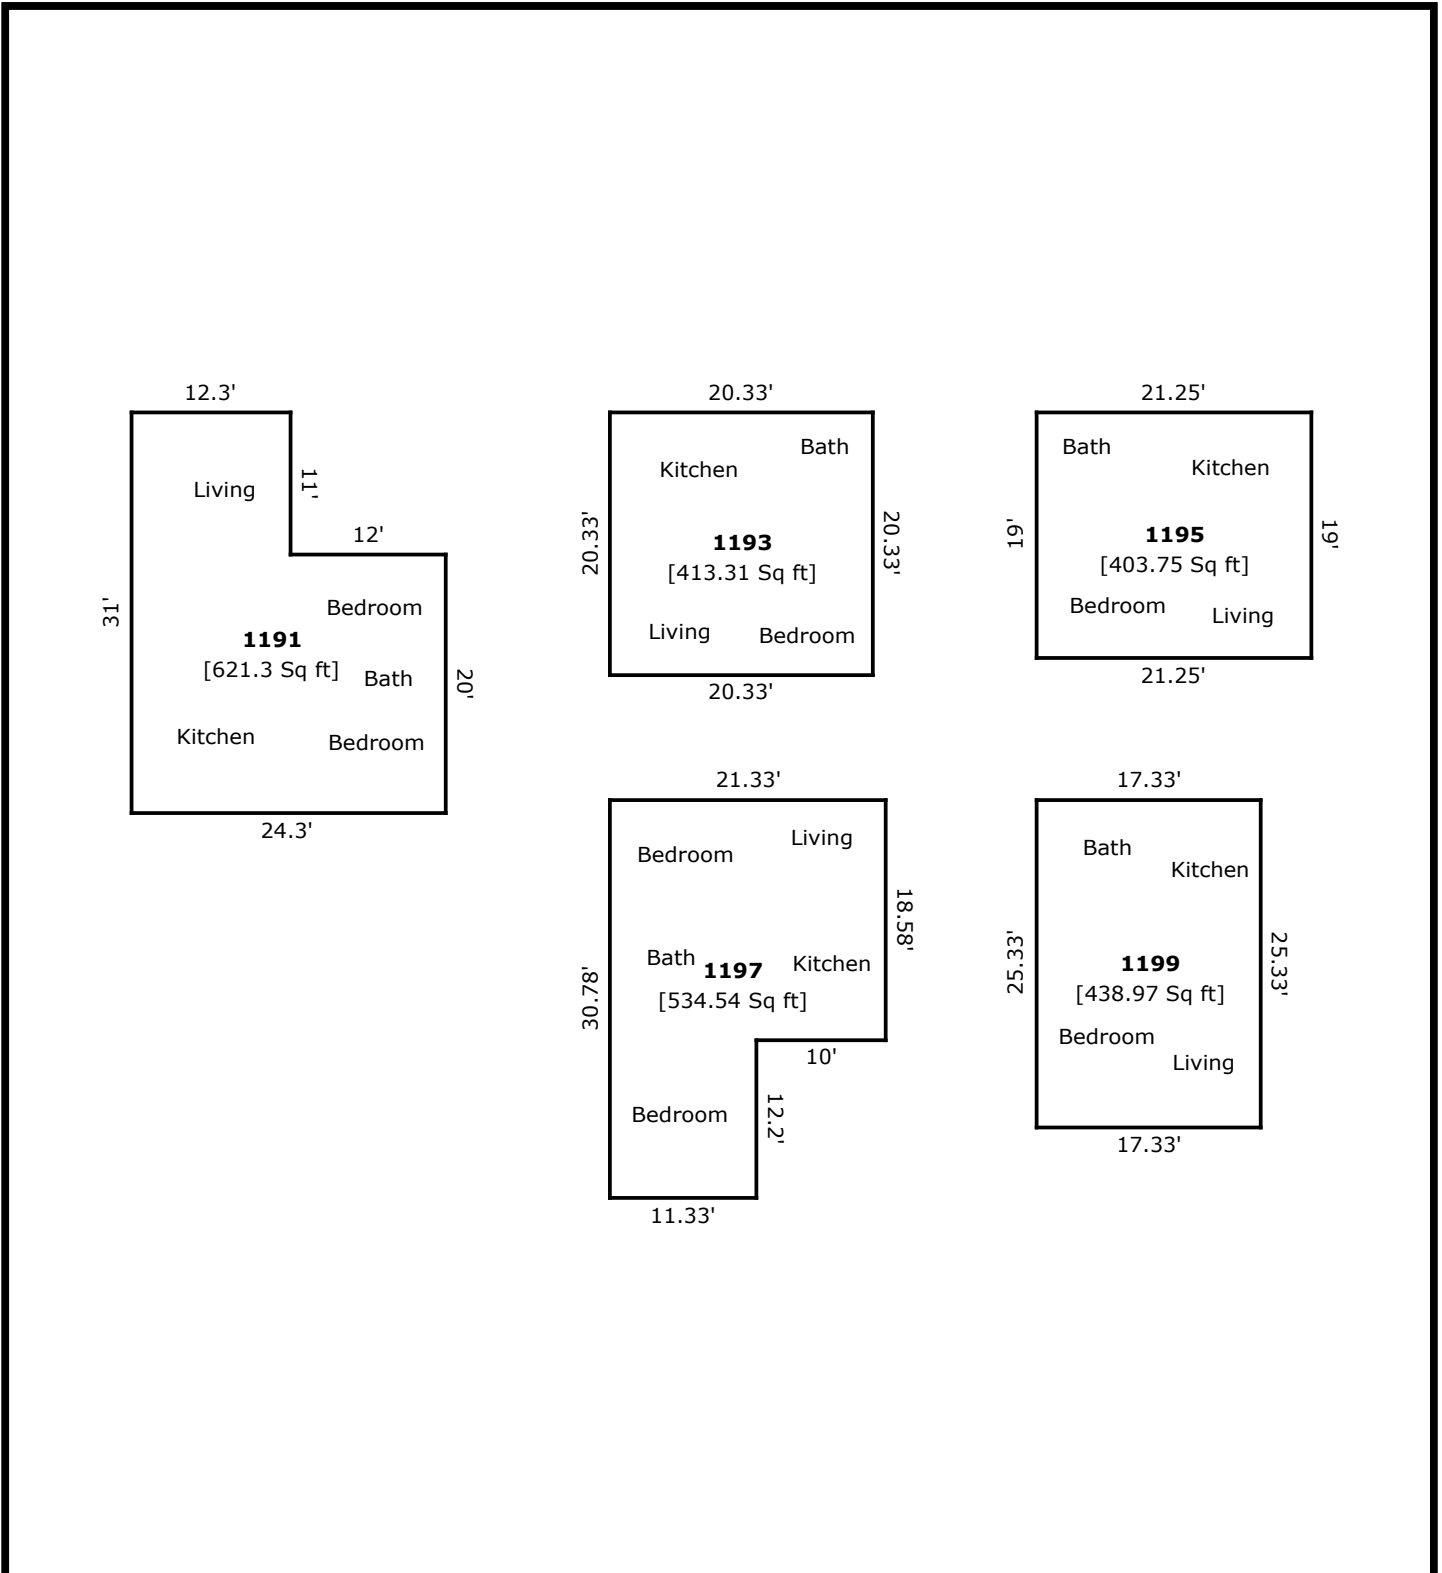 12.3'
11'
12'
Living
31'
Bedroom
1191
[621.3 Sq ft]
Bath
20'
Kitchen
Bedroom
24.3'
20.33'
Bath
Kitchen
20.33'
1193
20.33'
[413.31 Sq ft]
Living
Bedroom
20.33'
21.25'
Bath
Kitchen
19'
1195
19'
[403.75 Sq ft]
Bedroom
Living
21.25'
21.33'
Living
Bedroom
18.58'
Bath
1197
Kitchen
30.78'
[534.54 Sq ft]
10'
Bedroom
12.2'
11.33'
17.33'
Bath
Kitchen
25.33'
1199
25.33'
[438.97 Sq ft]
Bedroom
Living
17.33'